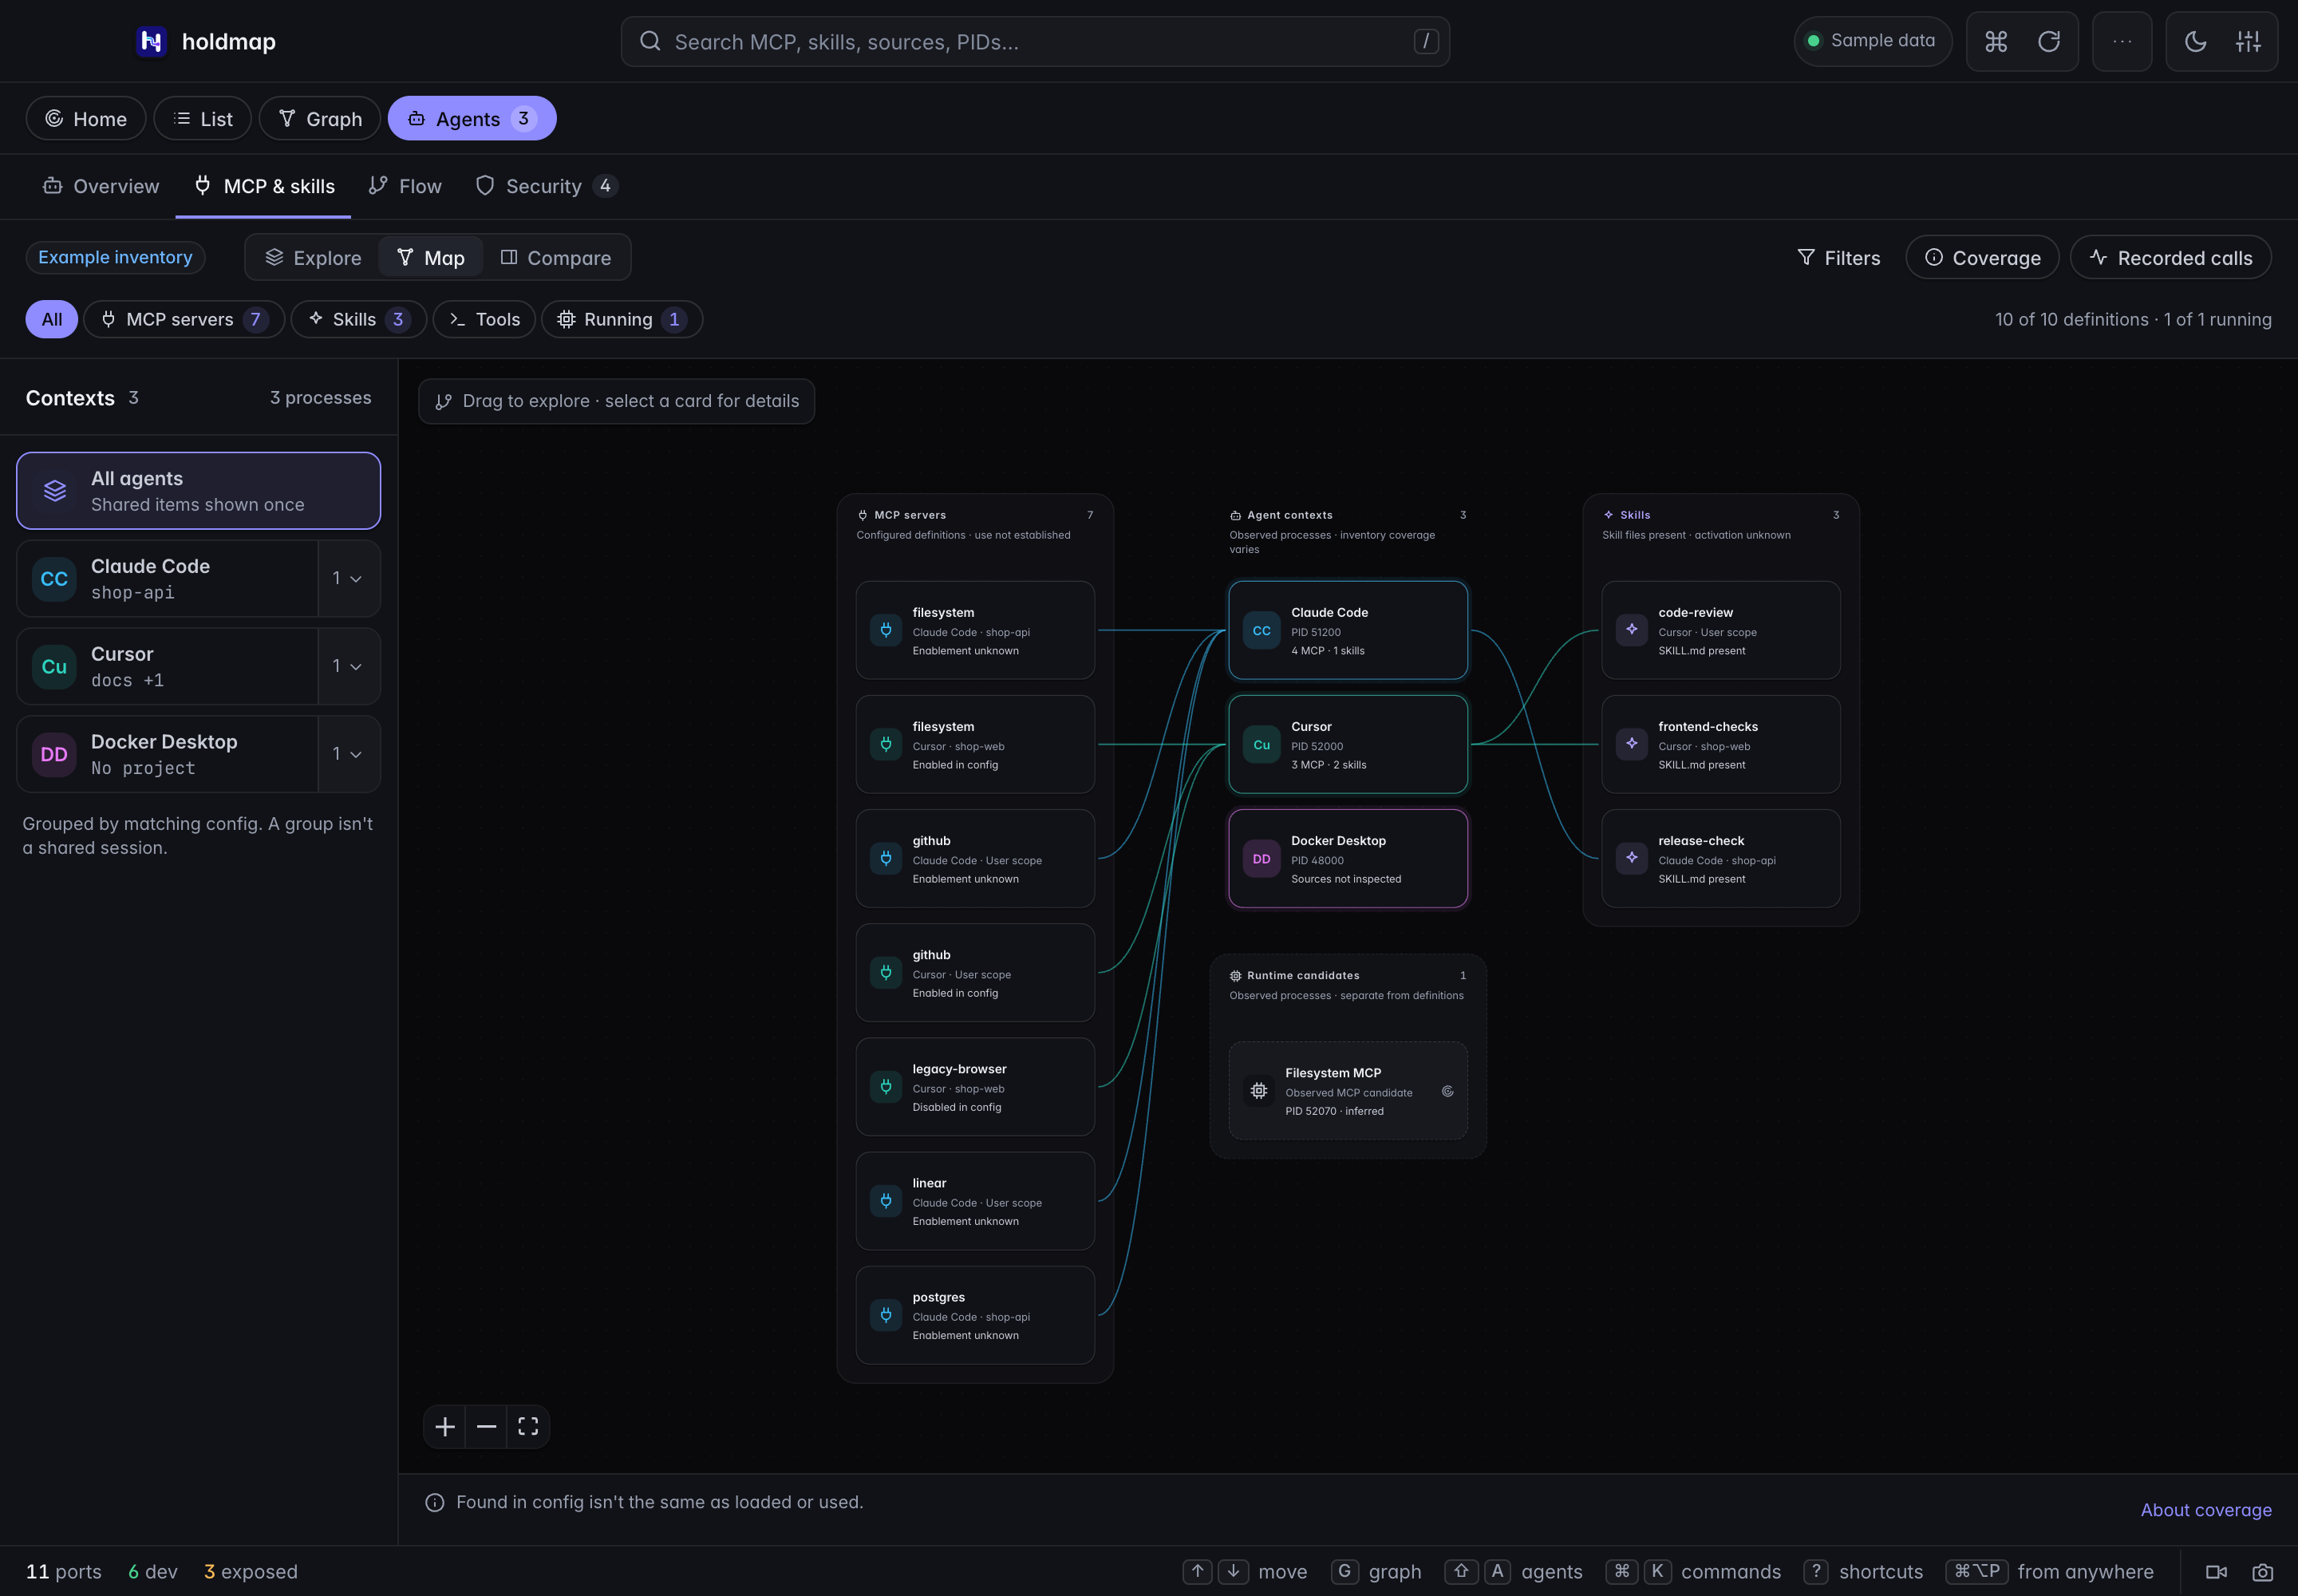 holdmap
Search MCP, skills, sources, PIDs...
/
Sample data
Home
List
Graph
Agents 3
Overview
MCP & skills
Flow
Security 4
Example inventory
Explore
Map
Compare
Filters
Coverage
Recorded calls
All
MCP servers 7
Skills 3
Tools
Running 1
10 of 10 definitions · 1 of 1 running
Contexts 3
3 processes
All agents
Shared items shown once
CC
Claude Code
shop-api
1
Cu
Cursor
docs +1
1
DD
Docker Desktop
No project
1
Grouped by matching config. A group isn't
a shared session.
Drag to explore · select a card for details
MCP servers 7
Configured definitions · use not established
filesystem
Claude Code · shop-api
Enablement unknown
filesystem
Cursor · shop-web
Enabled in config
github
Claude Code · User scope
Enablement unknown
github
Cursor · User scope
Enabled in config
legacy-browser
Cursor · shop-web
Disabled in config
linear
Claude Code · User scope
Enablement unknown
postgres
Claude Code · shop-api
Enablement unknown
Agent contexts 3
Observed processes · inventory coverage
varies
CC
Claude Code
PID 51200
4 MCP · 1 skills
Cu
Cursor
PID 52000
3 MCP · 2 skills
DD
Docker Desktop
PID 48000
Sources not inspected
Runtime candidates 1
Observed processes · separate from definitions
Filesystem MCP
Observed MCP candidate
PID 52070 · inferred
Skills 3
Skill files present · activation unknown
code-review
Cursor · User scope
SKILL.md present
frontend-checks
Cursor · shop-web
SKILL.md present
release-check
Claude Code · shop-api
SKILL.md present
Found in config isn't the same as loaded or used.
About coverage
11 ports 6 dev 3 exposed
↑ ↓ move G graph ⇧ A agents ⌘ K commands ? shortcuts ⌘⌥P from anywhere